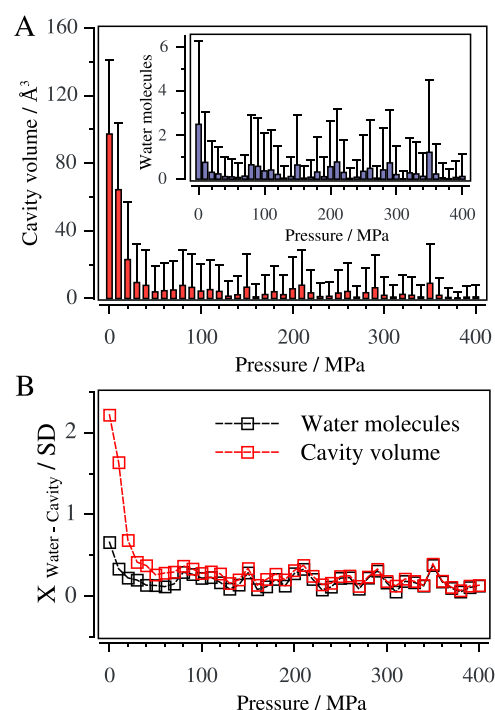 A
Cavity volume / Å³
160
120
80
40
0
Water molecules
6
4
2
0
0 100 200 300 400
Pressure / MPa
0 100 200 300 400
Pressure / MPa
B
X Water - Cavity / SD
2
1
0
Water molecules
Cavity volume
0 100 200 300 400
Pressure / MPa